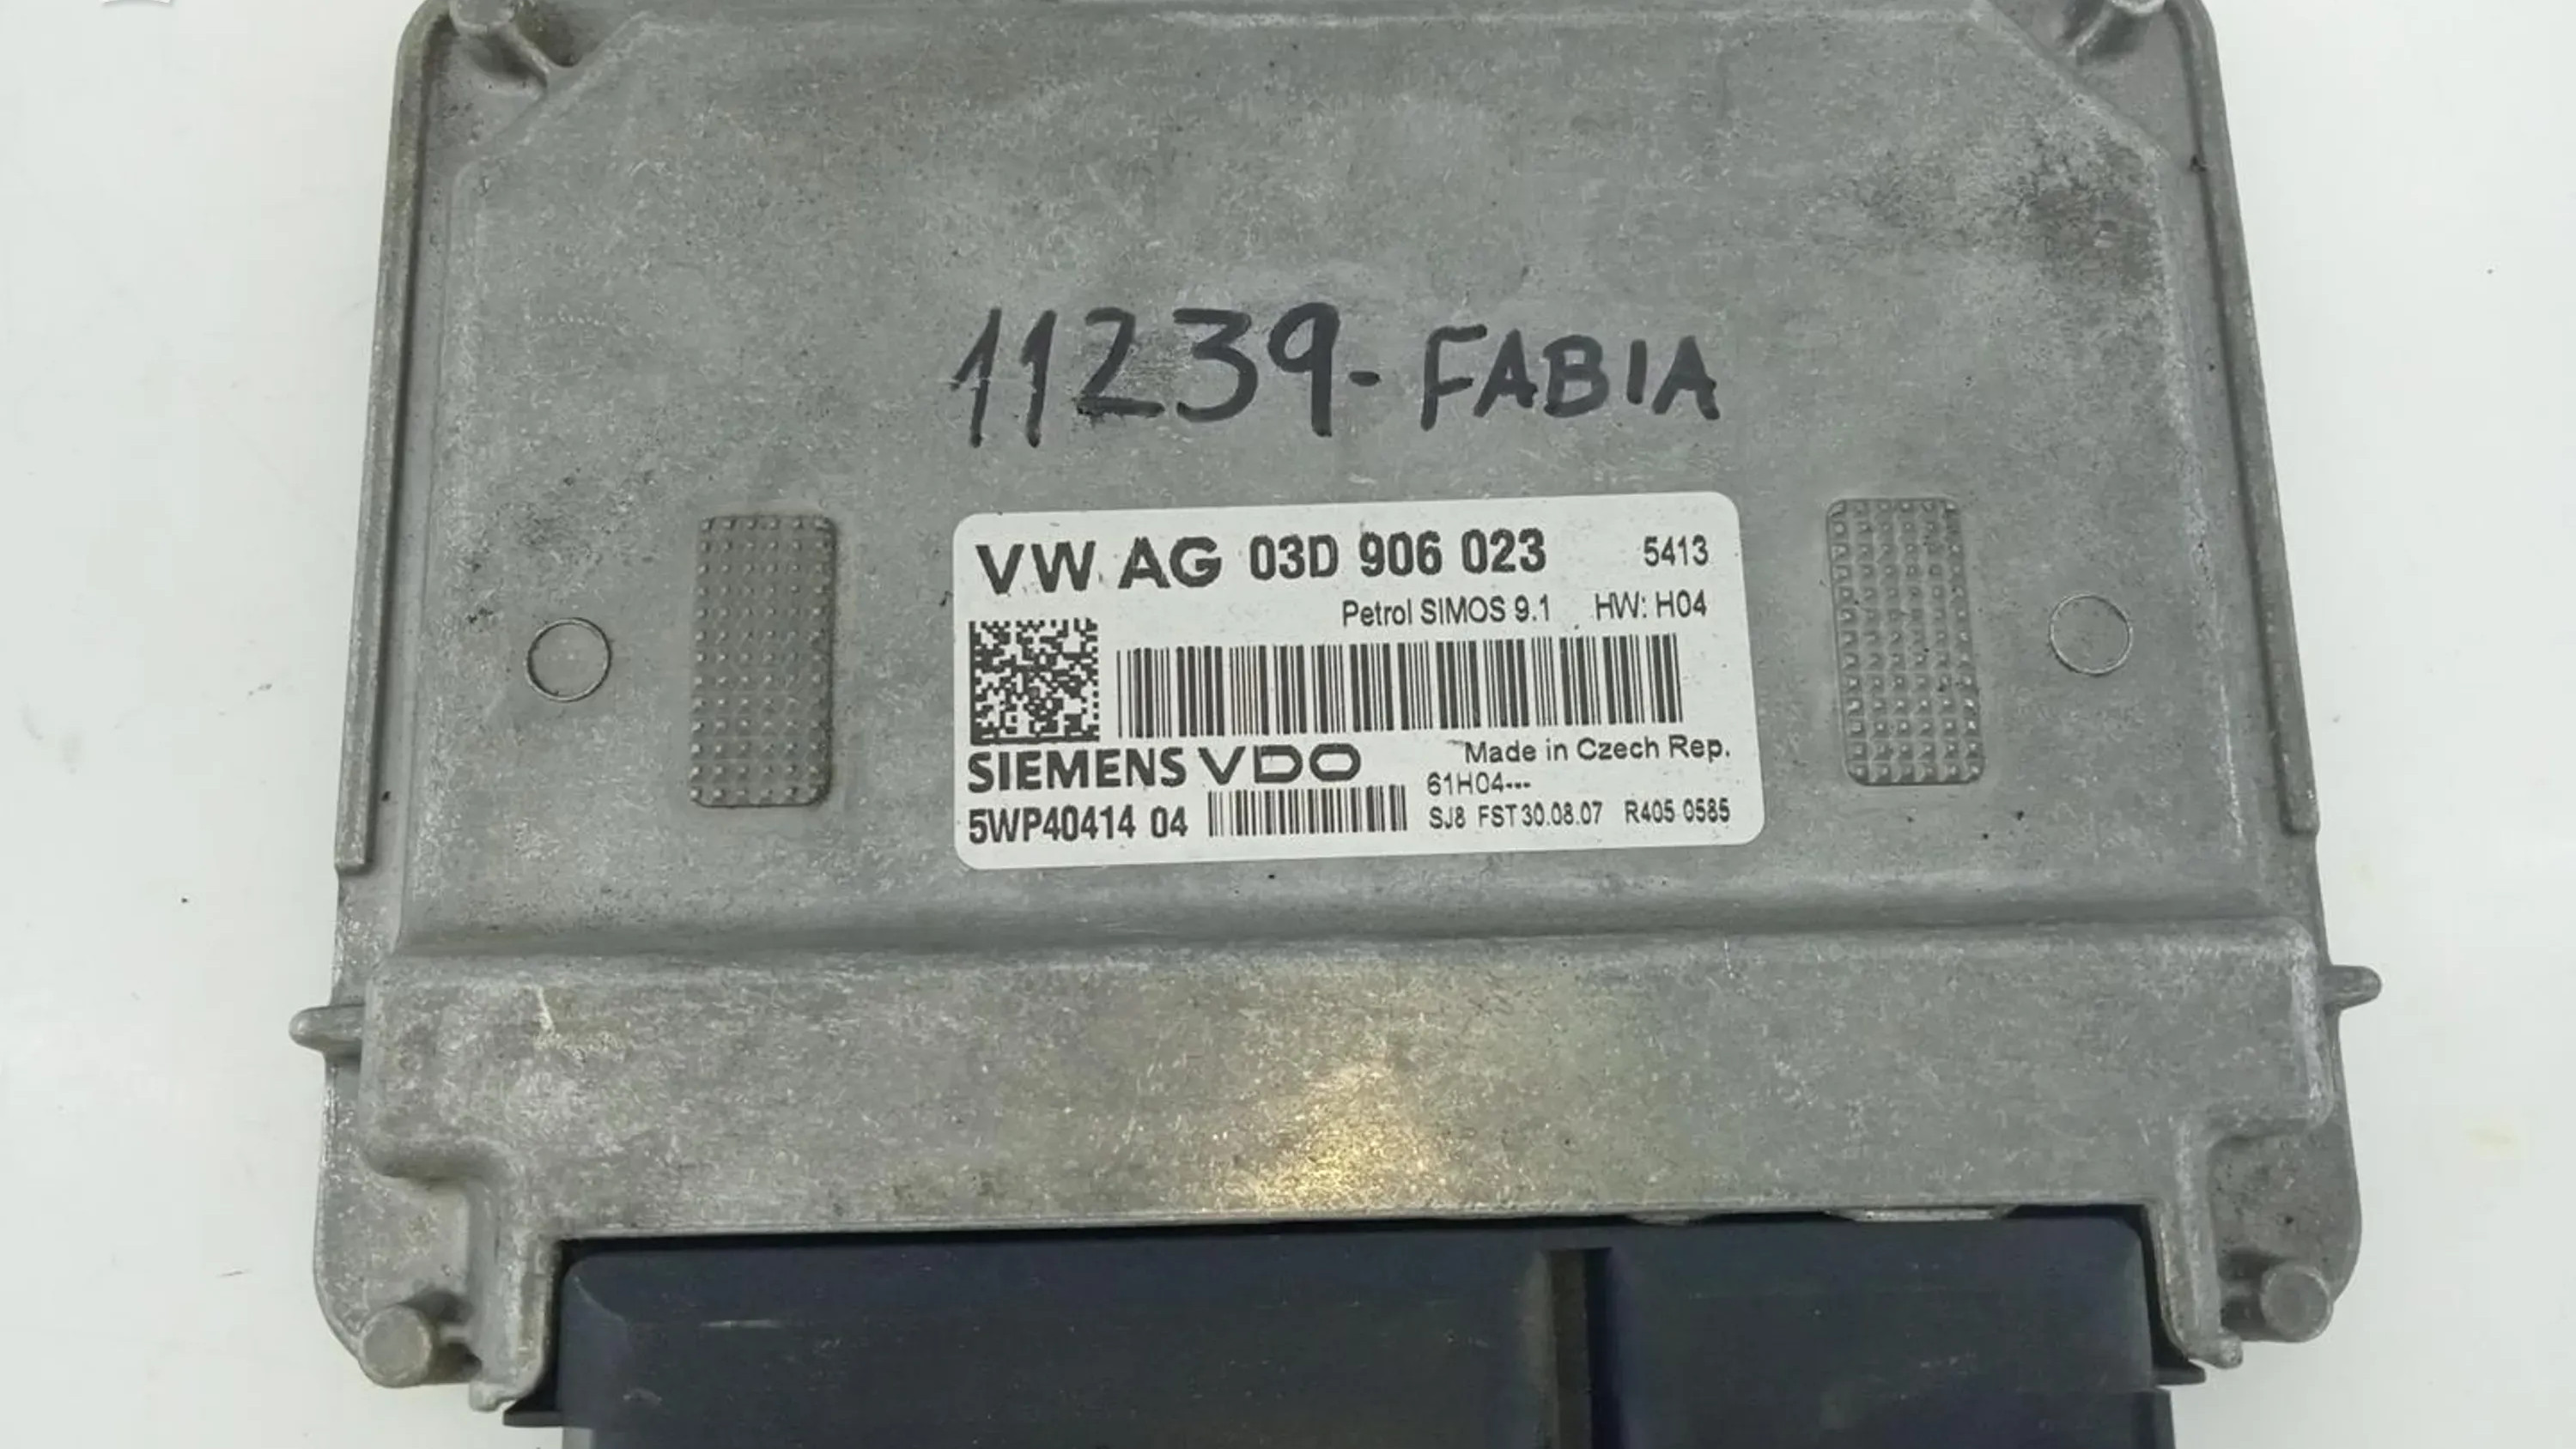 11239-FABIA
VW AG 03D 906 023 5413
Petrol SIMOS 9.1 HW: H04
SIEMENS VDO Made in Czech Rep.
61H04---
5WP40414 04 SJ8 FST 30.08.07 R405 0585